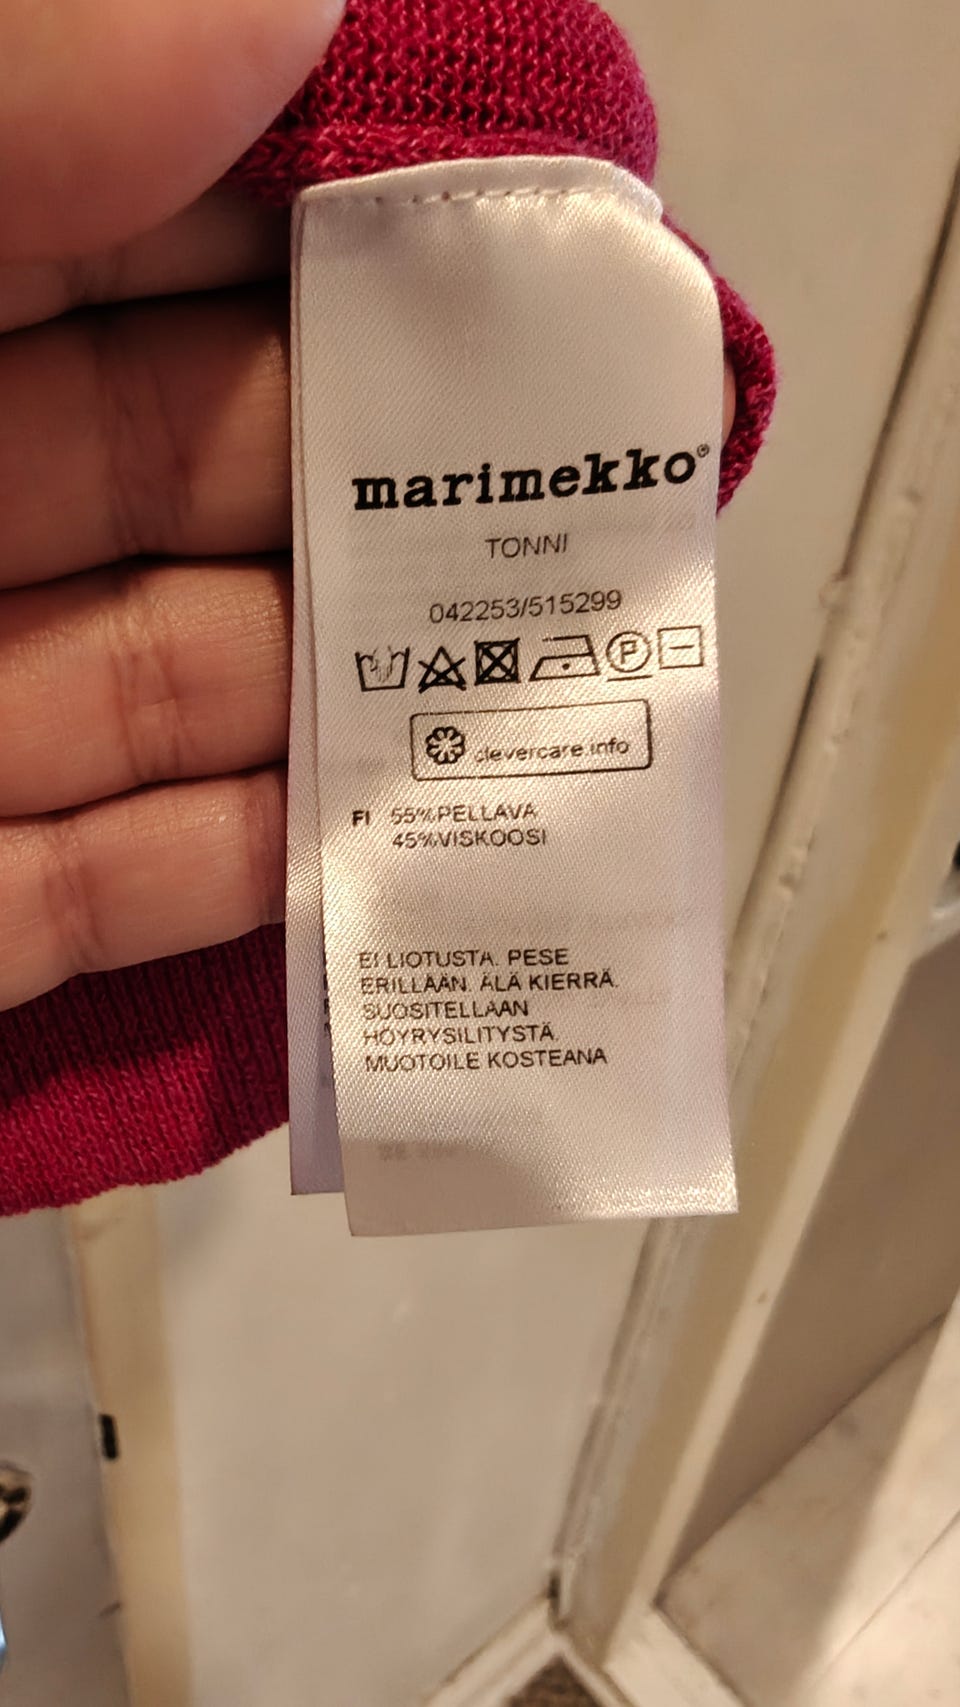 marimekko®
TONNI
042253/515299
P
clevercare.info
FI 55%PELLAVA
45%VISKOOSI
EI LIOTUSTA. PESE
ERILLÄÄN. ÄLÄ KIERRÄ.
SUOSITELLAAN
HÖYRYSILITYSTÄ.
MUOTOILE KOSTEANA